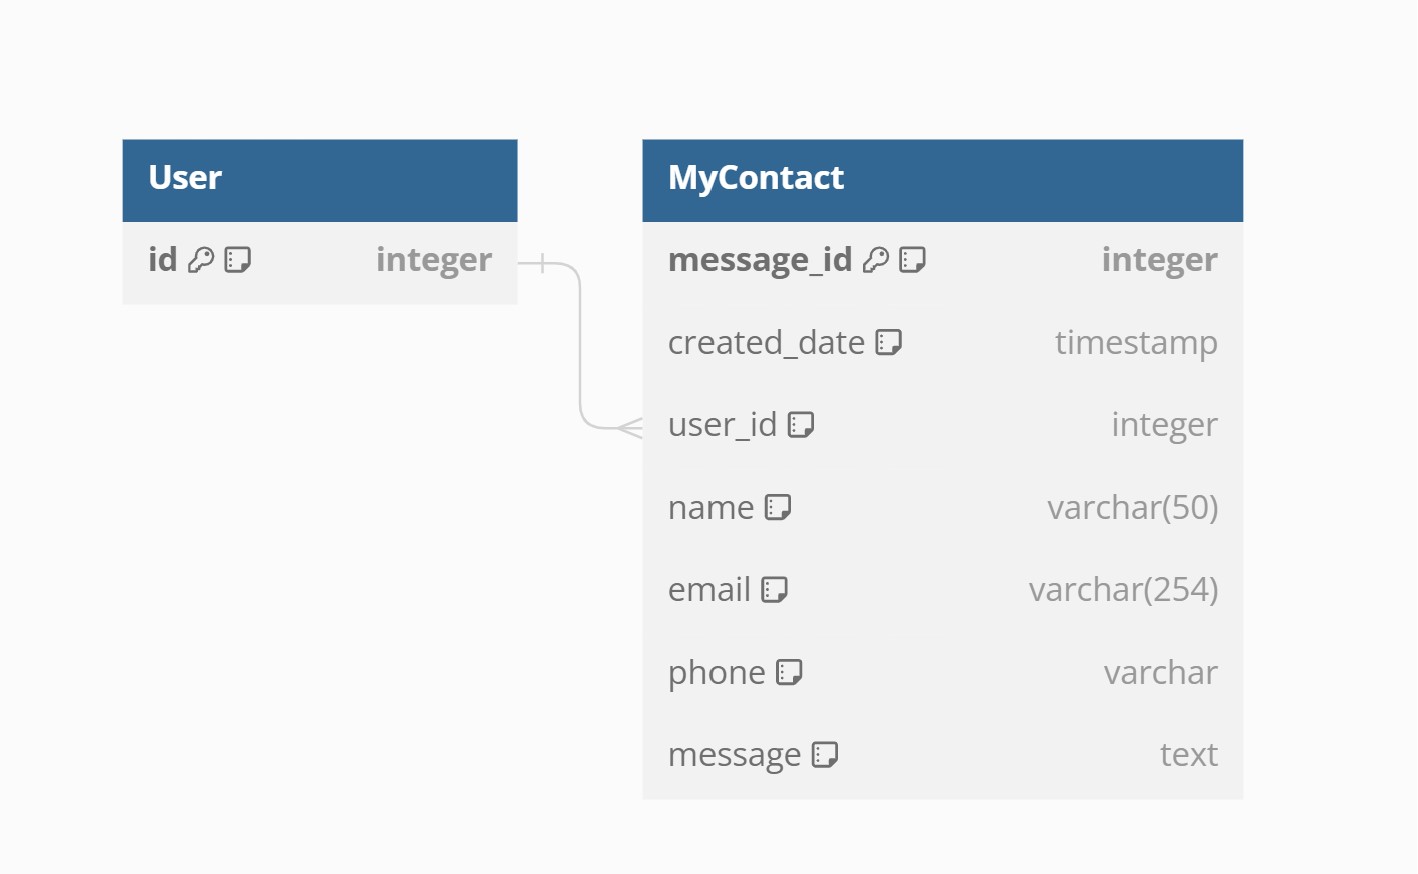 User
id integer
MyContact
message_id integer
created_date timestamp
user_id integer
name varchar(50)
email varchar(254)
phone varchar
message text